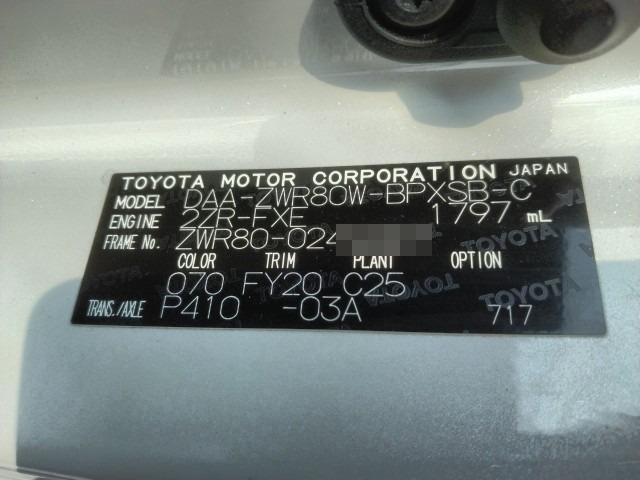 TOYOTA MOTOR CORPORATION JAPAN
MODEL DAA-ZWR80W-BPXSB-C
ENGINE 2ZR-FXE 1797 mL
FRAME No. ZWR80-024
COLOR TRIM PLANT OPTION
070 FY20 C25
TRANS./AXLE P410 -03A 717